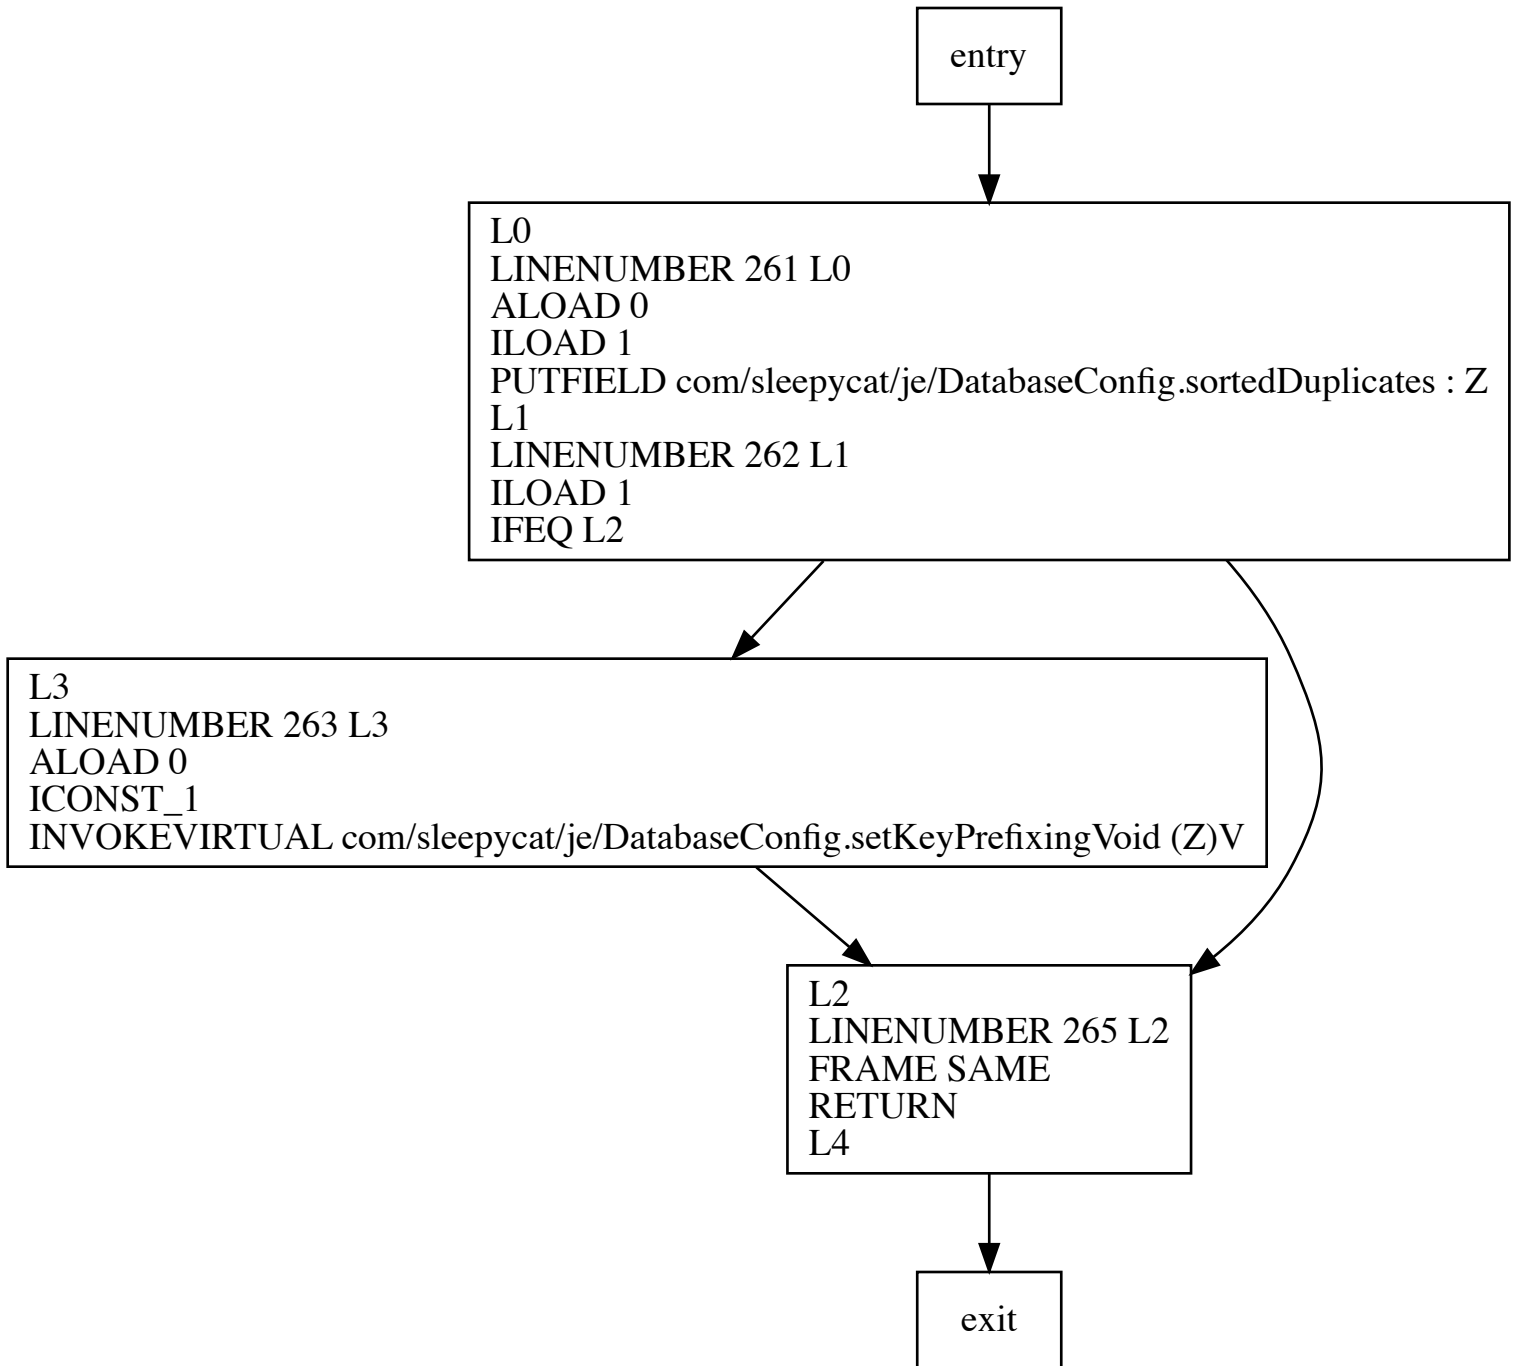 entry
L0
LINENUMBER 261 L0
ALOAD 0
ILOAD 1
PUTFIELD com/sleepycat/je/DatabaseConfig.sortedDuplicates : Z
L1
LINENUMBER 262 L1
ILOAD 1
IFEQ L2
L3
LINENUMBER 263 L3
ALOAD 0
ICONST_1
INVOKEVIRTUAL com/sleepycat/je/DatabaseConfig.setKeyPrefixingVoid (Z)V
L2
LINENUMBER 265 L2
FRAME SAME
RETURN
L4
exit